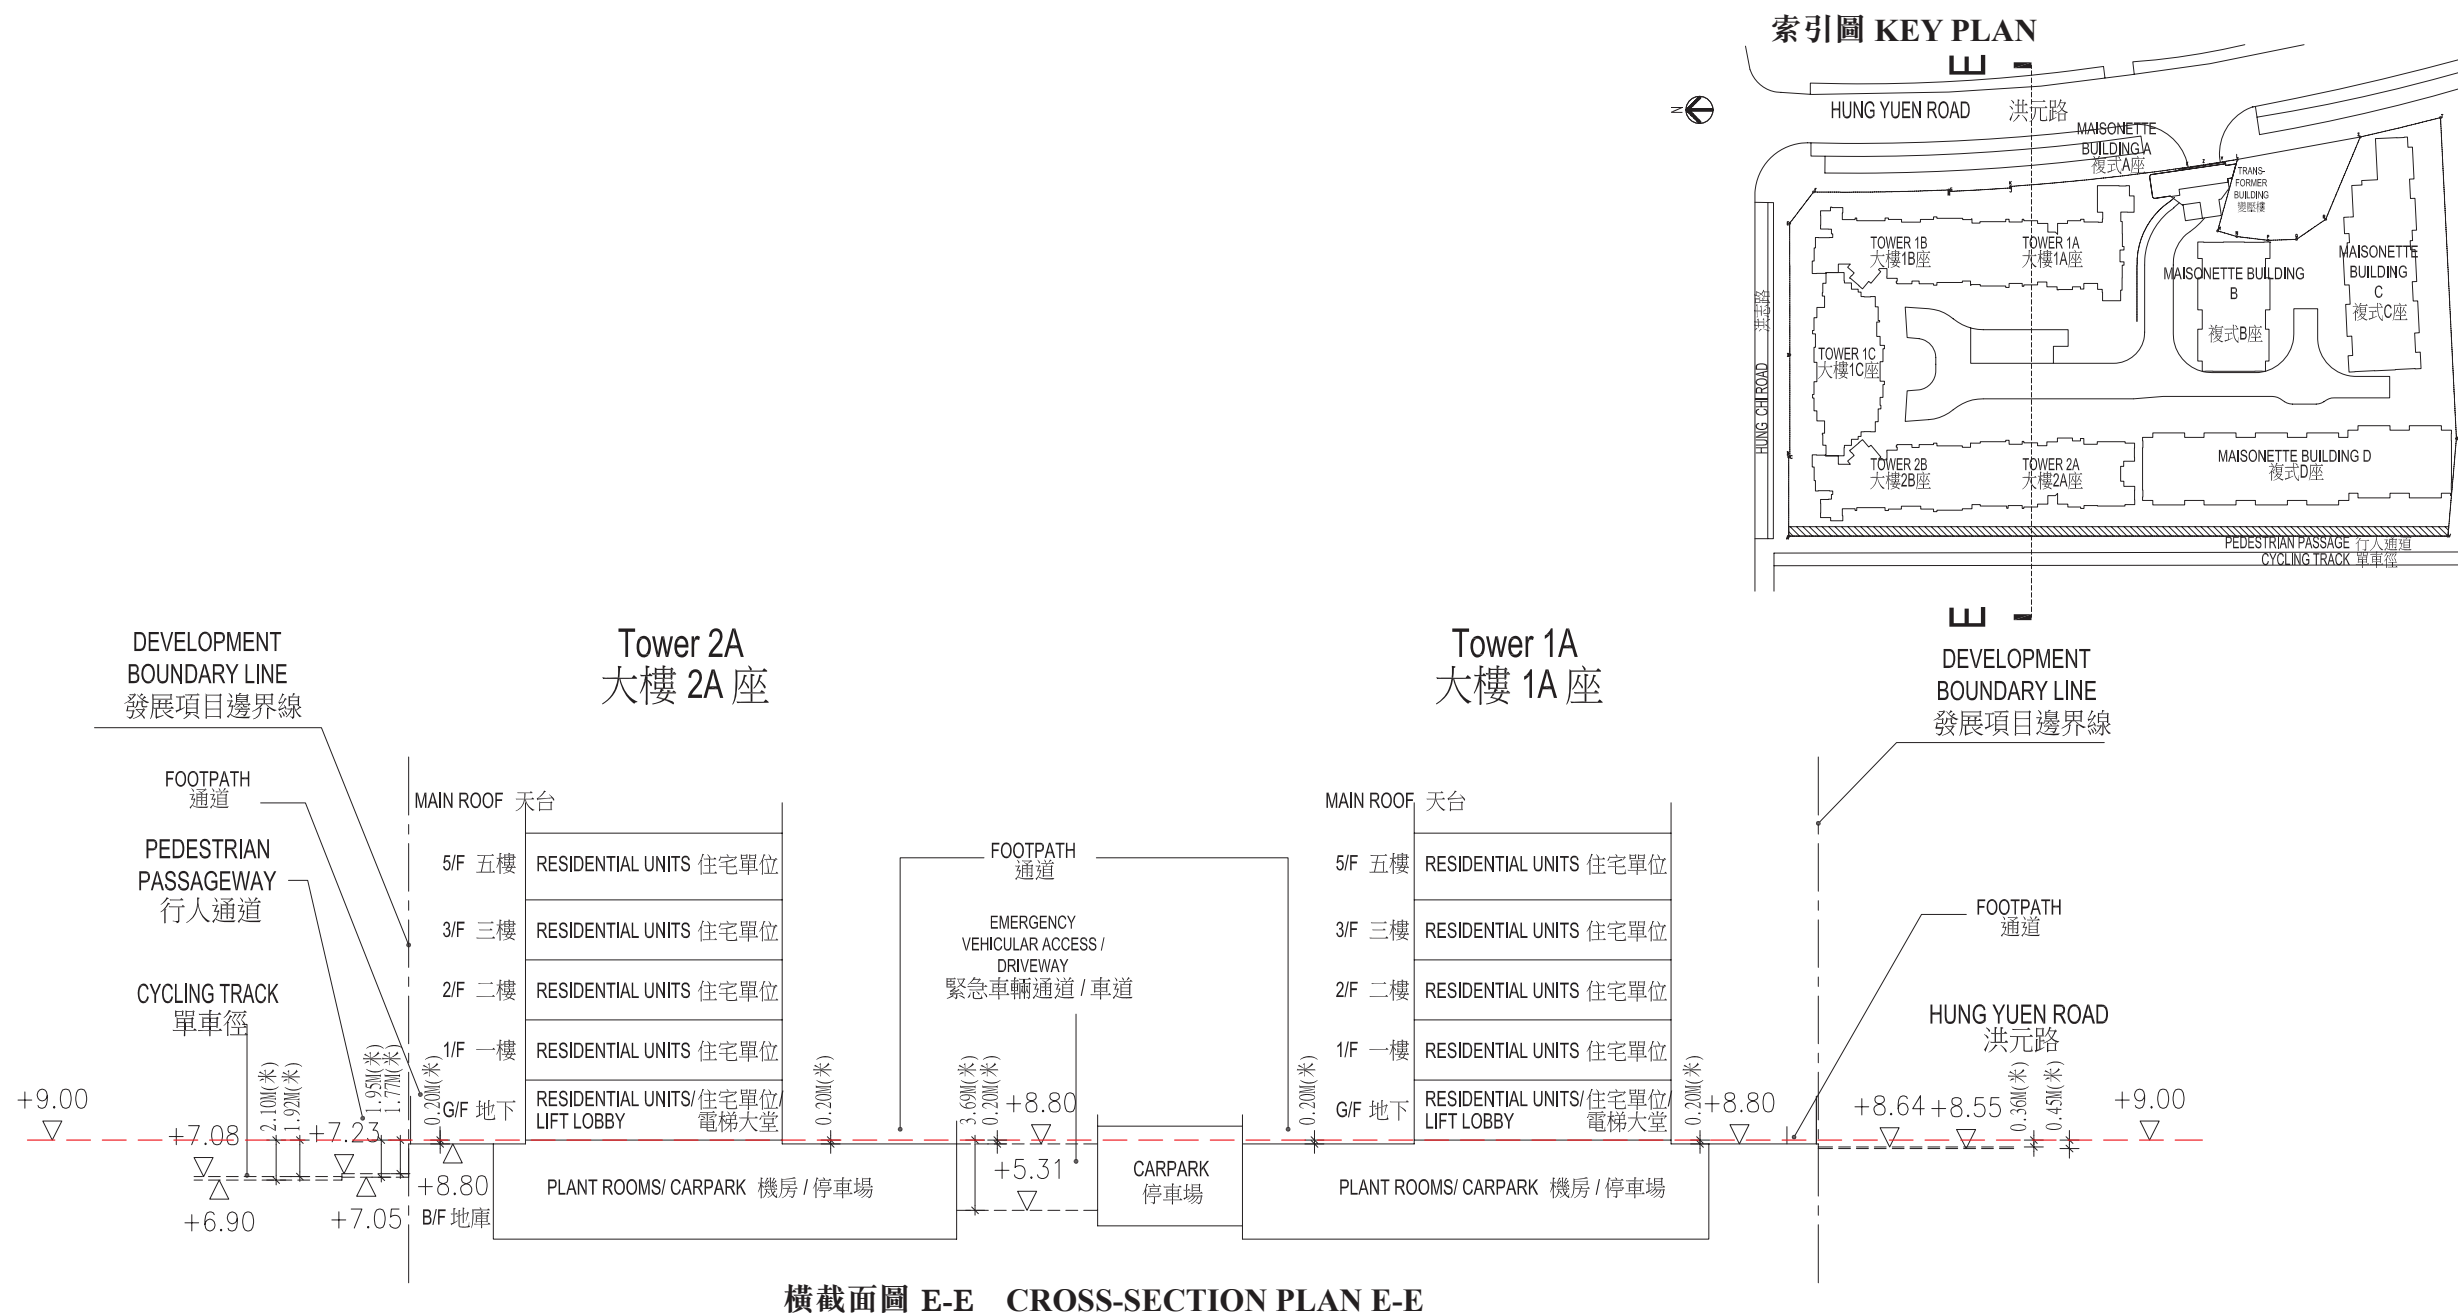 索引圖 KEY PLAN
E
N
HUNG YUEN ROAD 洪元路
MAISONETTE
BUILDING A
複式A座
TRANS-
FORMER
BUILDING
變壓樓
TOWER 1B
大樓1B座
TOWER 1A
大樓1A座
MAISONETTE BUILDING
B
複式B座
MAISONETTE
BUILDING
C
複式C座
HUNG CHI ROAD 洪志路
TOWER 1C
大樓1C座
TOWER 2B
大樓2B座
TOWER 2A
大樓2A座
MAISONETTE BUILDING D
複式D座
PEDESTRIAN PASSAGE 行人通道
CYCLING TRACK 單車徑
E
DEVELOPMENT
BOUNDARY LINE
發展項目邊界線
Tower 2A
大樓 2A 座
Tower 1A
大樓 1A 座
DEVELOPMENT
BOUNDARY LINE
發展項目邊界線
FOOTPATH
通道
PEDESTRIAN
PASSAGEWAY
行人通道
CYCLING TRACK
單車徑
MAIN ROOF 天台
5/F 五樓 RESIDENTIAL UNITS 住宅單位
3/F 三樓 RESIDENTIAL UNITS 住宅單位
2/F 二樓 RESIDENTIAL UNITS 住宅單位
1/F 一樓 RESIDENTIAL UNITS 住宅單位
G/F 地下 RESIDENTIAL UNITS/ 住宅單位/
LIFT LOBBY 電梯大堂
FOOTPATH
通道
EMERGENCY
VEHICULAR ACCESS /
DRIVEWAY
緊急車輛通道 / 車道
MAIN ROOF 天台
5/F 五樓 RESIDENTIAL UNITS 住宅單位
3/F 三樓 RESIDENTIAL UNITS 住宅單位
2/F 二樓 RESIDENTIAL UNITS 住宅單位
1/F 一樓 RESIDENTIAL UNITS 住宅單位
G/F 地下 RESIDENTIAL UNITS/ 住宅單位/
LIFT LOBBY 電梯大堂
FOOTPATH
通道
HUNG YUEN ROAD
洪元路
+9.00
2.10M(米)
1.92M(米)
1.95M(米)
1.77M(米)
0.20M(米)
0.20M(米)
3.69M(米)
0.20M(米)
+8.80
0.20M(米)
0.20M(米)
+8.80
+8.64 +8.55
0.36M(米)
0.45M(米)
+9.00
+7.08
+7.23
+6.90
+7.05
+8.80
B/F 地庫
PLANT ROOMS/ CARPARK 機房 / 停車場
+5.31
CARPARK
停車場
PLANT ROOMS/ CARPARK 機房 / 停車場
橫截面圖 E-E CROSS-SECTION PLAN E-E